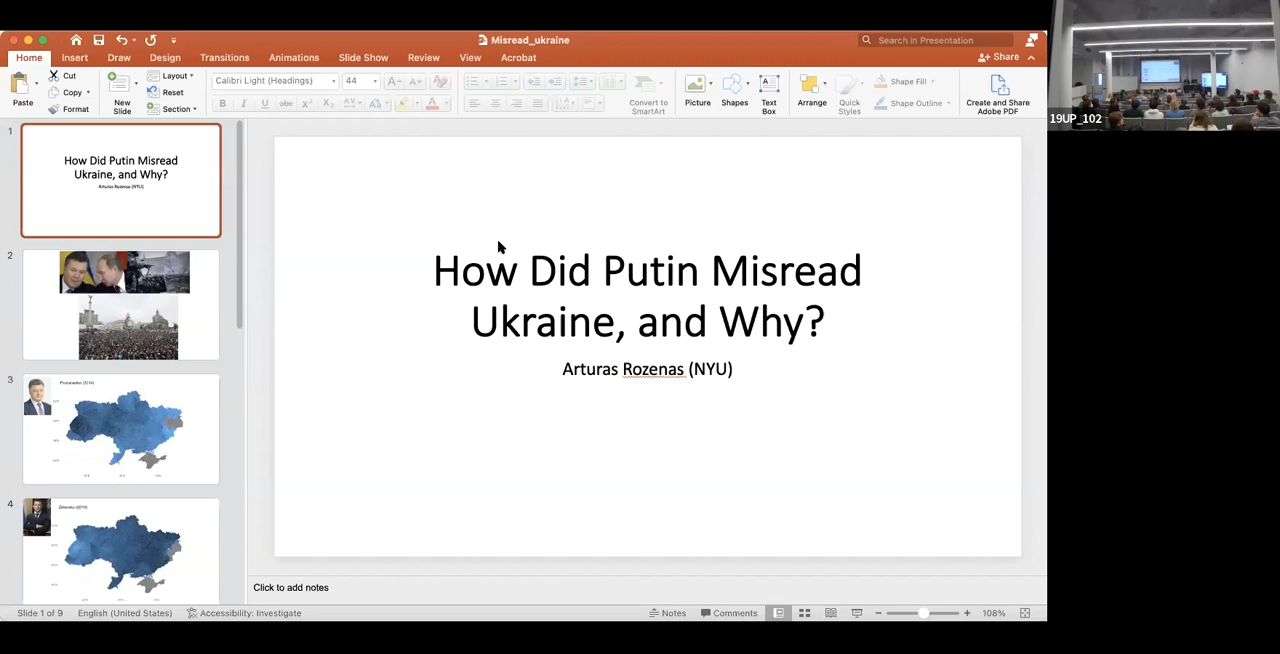 Misread_ukraine
Search in Presentation
Home
Insert
Draw
Design
Transitions
Animations
Slide Show
Review
View
Acrobat
Share
Paste
Cut
Copy
Format
New
Slide
Layout
Reset
Section
Calibri Light (Headings)
44
Convert to
SmartArt
Picture
Shapes
Text
Box
Arrange
Quick
Styles
Shape Fill
Shape Outline
Create and Share
Adobe PDF
19UP_102
1
How Did Putin Misread
Ukraine, and Why?
Arturas Rozenas (NYU)
2
3
Poroshenko (2014)
4
Zelensky (2019)
How Did Putin Misread
Ukraine, and Why?
Arturas Rozenas (NYU)
Click to add notes
Slide 1 of 9
English (United States)
Accessibility: Investigate
Notes
Comments
108%